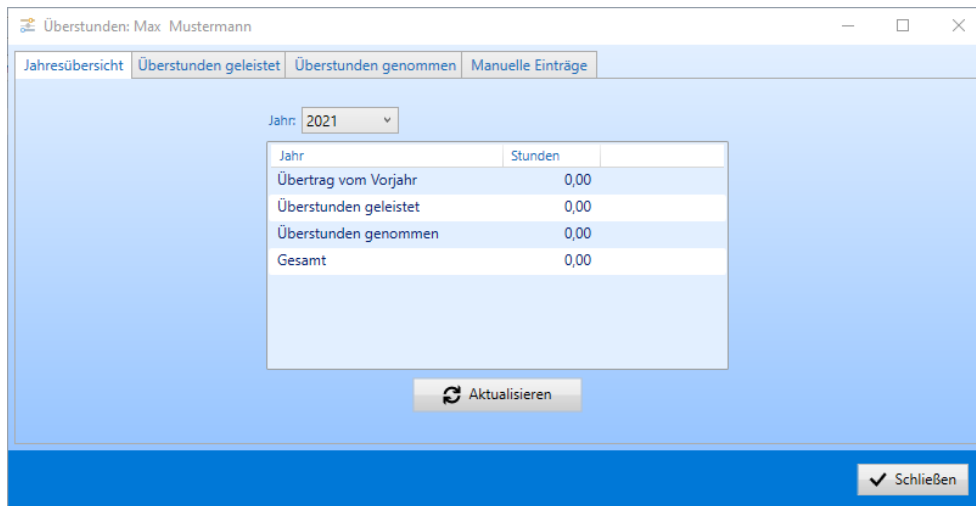 Überstunden: Max Mustermann
Jahresübersicht Überstunden geleistet Überstunden genommen Manuelle Einträge
Jahr: 2021
Jahr Stunden
Übertrag vom Vorjahr 0,00
Überstunden geleistet 0,00
Überstunden genommen 0,00
Gesamt 0,00
Aktualisieren
Schließen